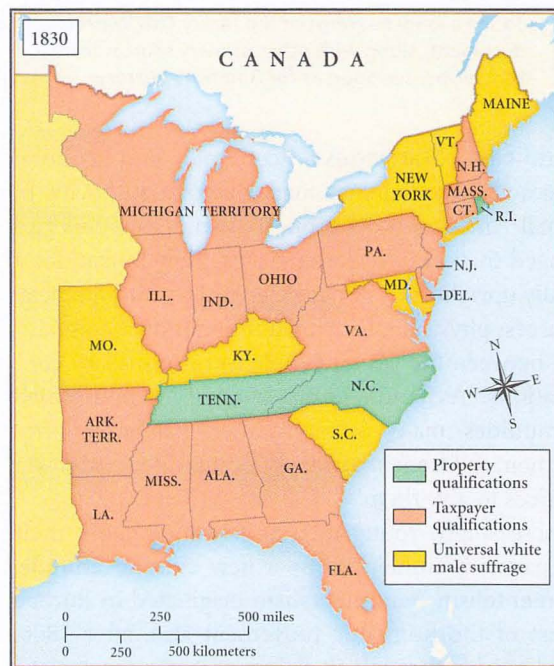 1830
CANADA
MAINE
VT.
N.H.
NEW
YORK
MASS.
CT.
R.I.
MICHIGAN TERRITORY
PA.
N.J.
OHIO
ILL.
IND.
MD.
DEL.
VA.
MO.
KY.
N.C.
TENN.
ARK.
TERR.
S.C.
MISS.
ALA.
GA.
LA.
FLA.
N
W E
S
Property
qualifications
Taxpayer
qualifications
Universal white
male suffrage
0 250 500 miles
0 250 500 kilometers